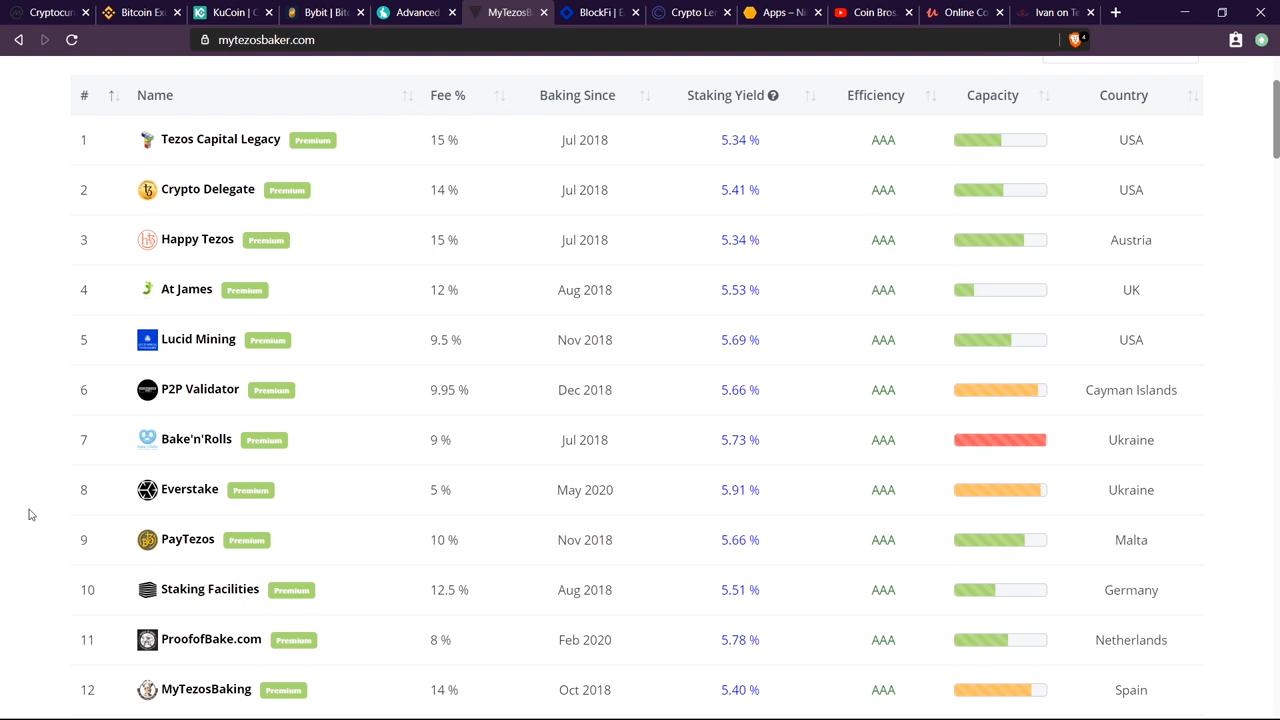 Cryptocur
Bitcoin Ex
KuCoin | C
Bybit | Bit
Advanced
MyTezosB
BlockFi | E
Crypto Ler
Apps – Ni
Coin Bros.
Online Co
Ivan on Te
mytezosbaker.com
4
# Name Fee % Baking Since Staking Yield Efficiency Capacity Country
1 Tezos Capital Legacy Premium 15 % Jul 2018 5.34 % AAA USA
2 Crypto Delegate Premium 14 % Jul 2018 5.41 % AAA USA
3 Happy Tezos Premium 15 % Jul 2018 5.34 % AAA Austria
4 At James Premium 12 % Aug 2018 5.53 % AAA UK
5 Lucid Mining Premium 9.5 % Nov 2018 5.69 % AAA USA
6 P2P Validator Premium 9.95 % Dec 2018 5.66 % AAA Cayman Islands
7 Bake'n'Rolls Premium 9 % Jul 2018 5.73 % AAA Ukraine
8 Everstake Premium 5 % May 2020 5.91 % AAA Ukraine
9 PayTezos Premium 10 % Nov 2018 5.66 % AAA Malta
10 Staking Facilities Premium 12.5 % Aug 2018 5.51 % AAA Germany
11 ProofofBake.com Premium 8 % Feb 2020 5.78 % AAA Netherlands
12 MyTezosBaking Premium 14 % Oct 2018 5.40 % AAA Spain